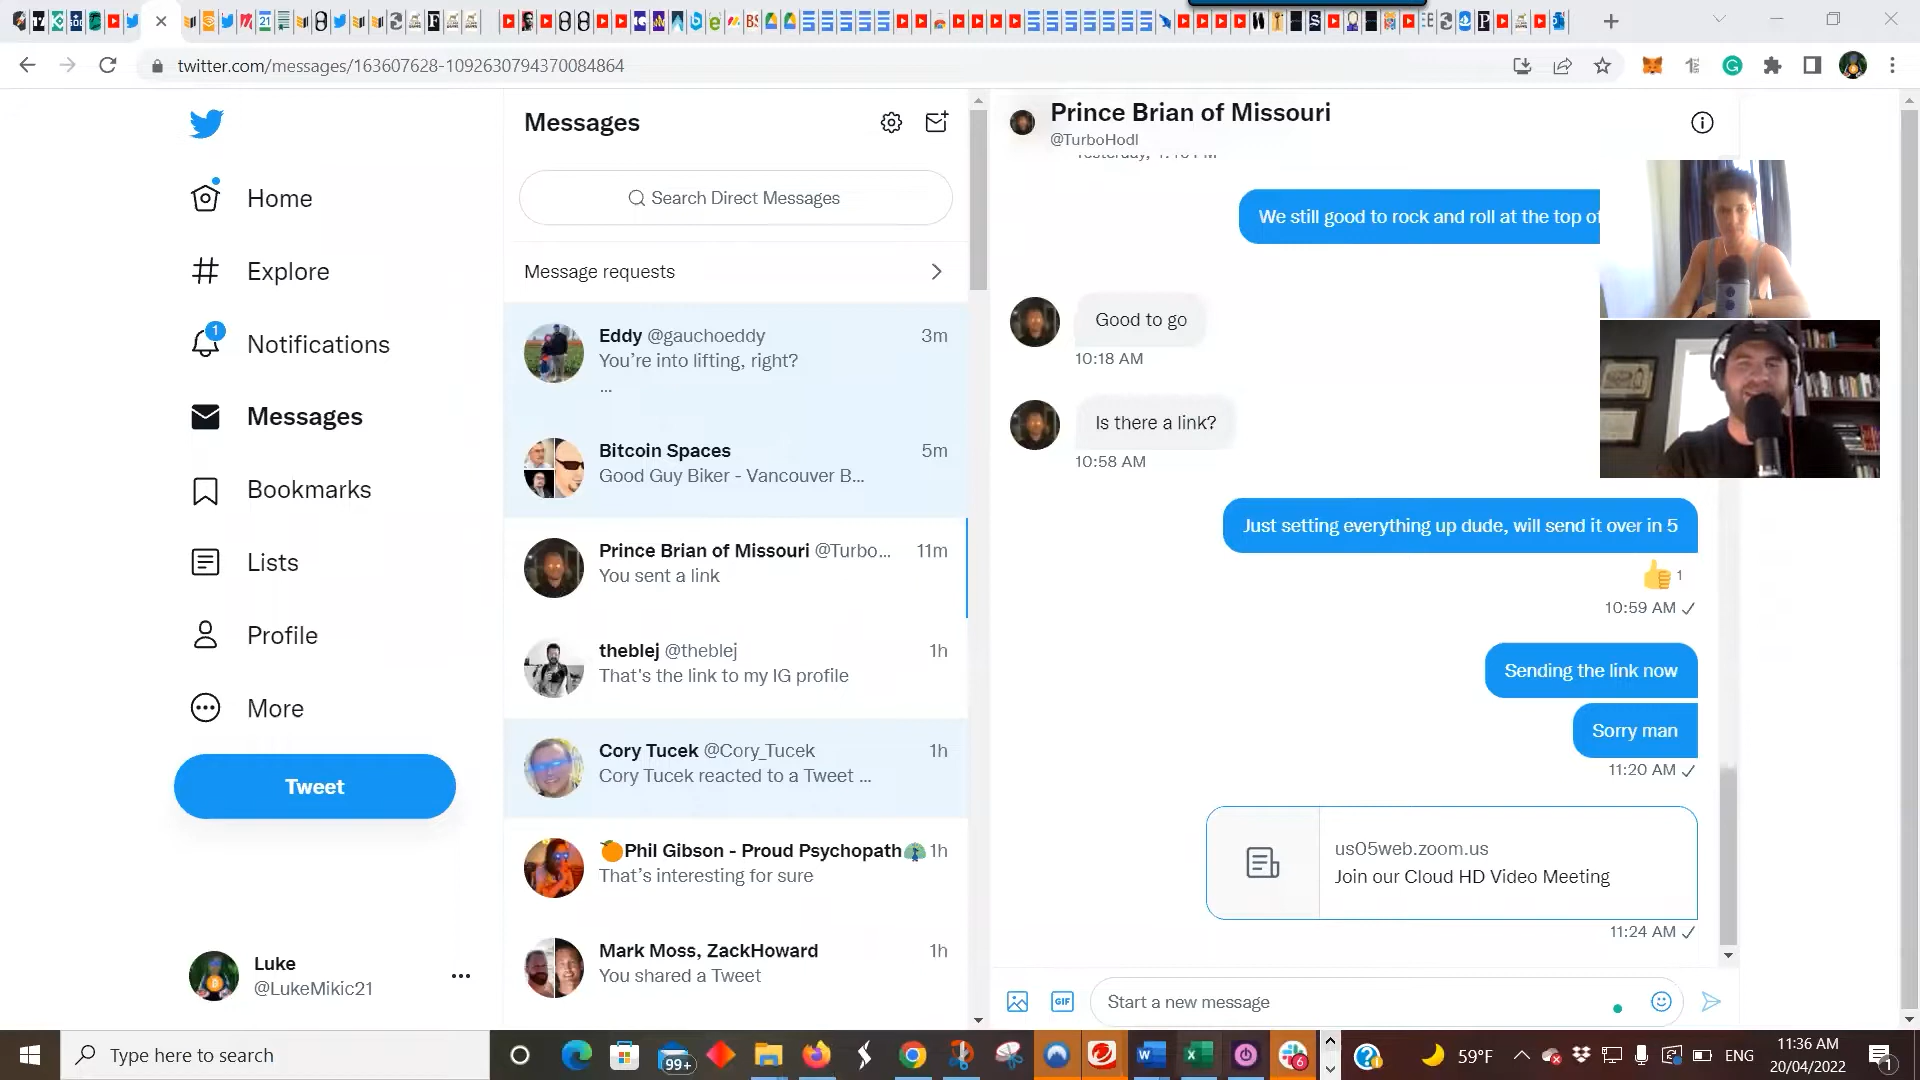 twitter.com/messages/163607628-1092630794370084864
Home
Explore
1
Notifications
Messages
Bookmarks
Lists
Profile
More
Tweet
Luke
@LukeMikic21
Messages
Search Direct Messages
Message requests
Eddy @gauchoeddy 3m
You’re into lifting, right?
...
Bitcoin Spaces 5m
Good Guy Biker - Vancouver B...
Prince Brian of Missouri @Turbo... 11m
You sent a link
theblej @theblej 1h
That's the link to my IG profile
Cory Tucek @Cory_Tucek 1h
Cory Tucek reacted to a Tweet ...
🍊Phil Gibson - Proud Psychopath🦚 1h
That’s interesting for sure
Mark Moss, ZackHoward 1h
You shared a Tweet
Prince Brian of Missouri
@TurboHodl
We still good to rock and roll at the top of
Good to go
10:18 AM
Is there a link?
10:58 AM
Just setting everything up dude, will send it over in 5
👍 1
10:59 AM ✓
Sending the link now
Sorry man
11:20 AM ✓
us05web.zoom.us
Join our Cloud HD Video Meeting
11:24 AM ✓
GIF
Start a new message
Type here to search
99+
6
59°F
ENG
11:36 AM
20/04/2022
1